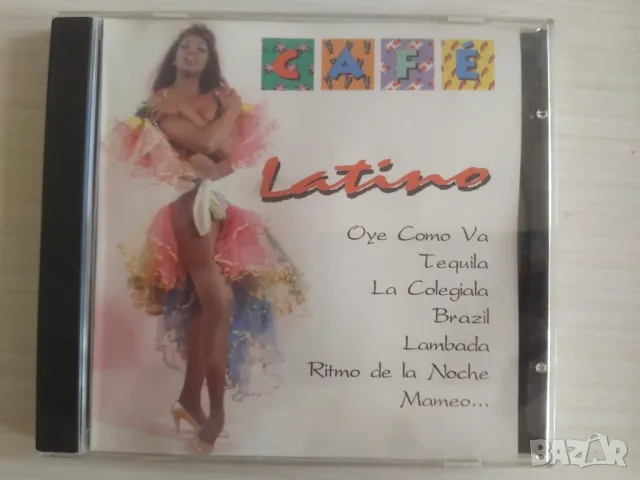 CAFÉ
Latino
Oye Como Va
Tequila
La Colegiala
Brazil
Lambada
Ritmo de la Noche
Mameo...
BAZAR